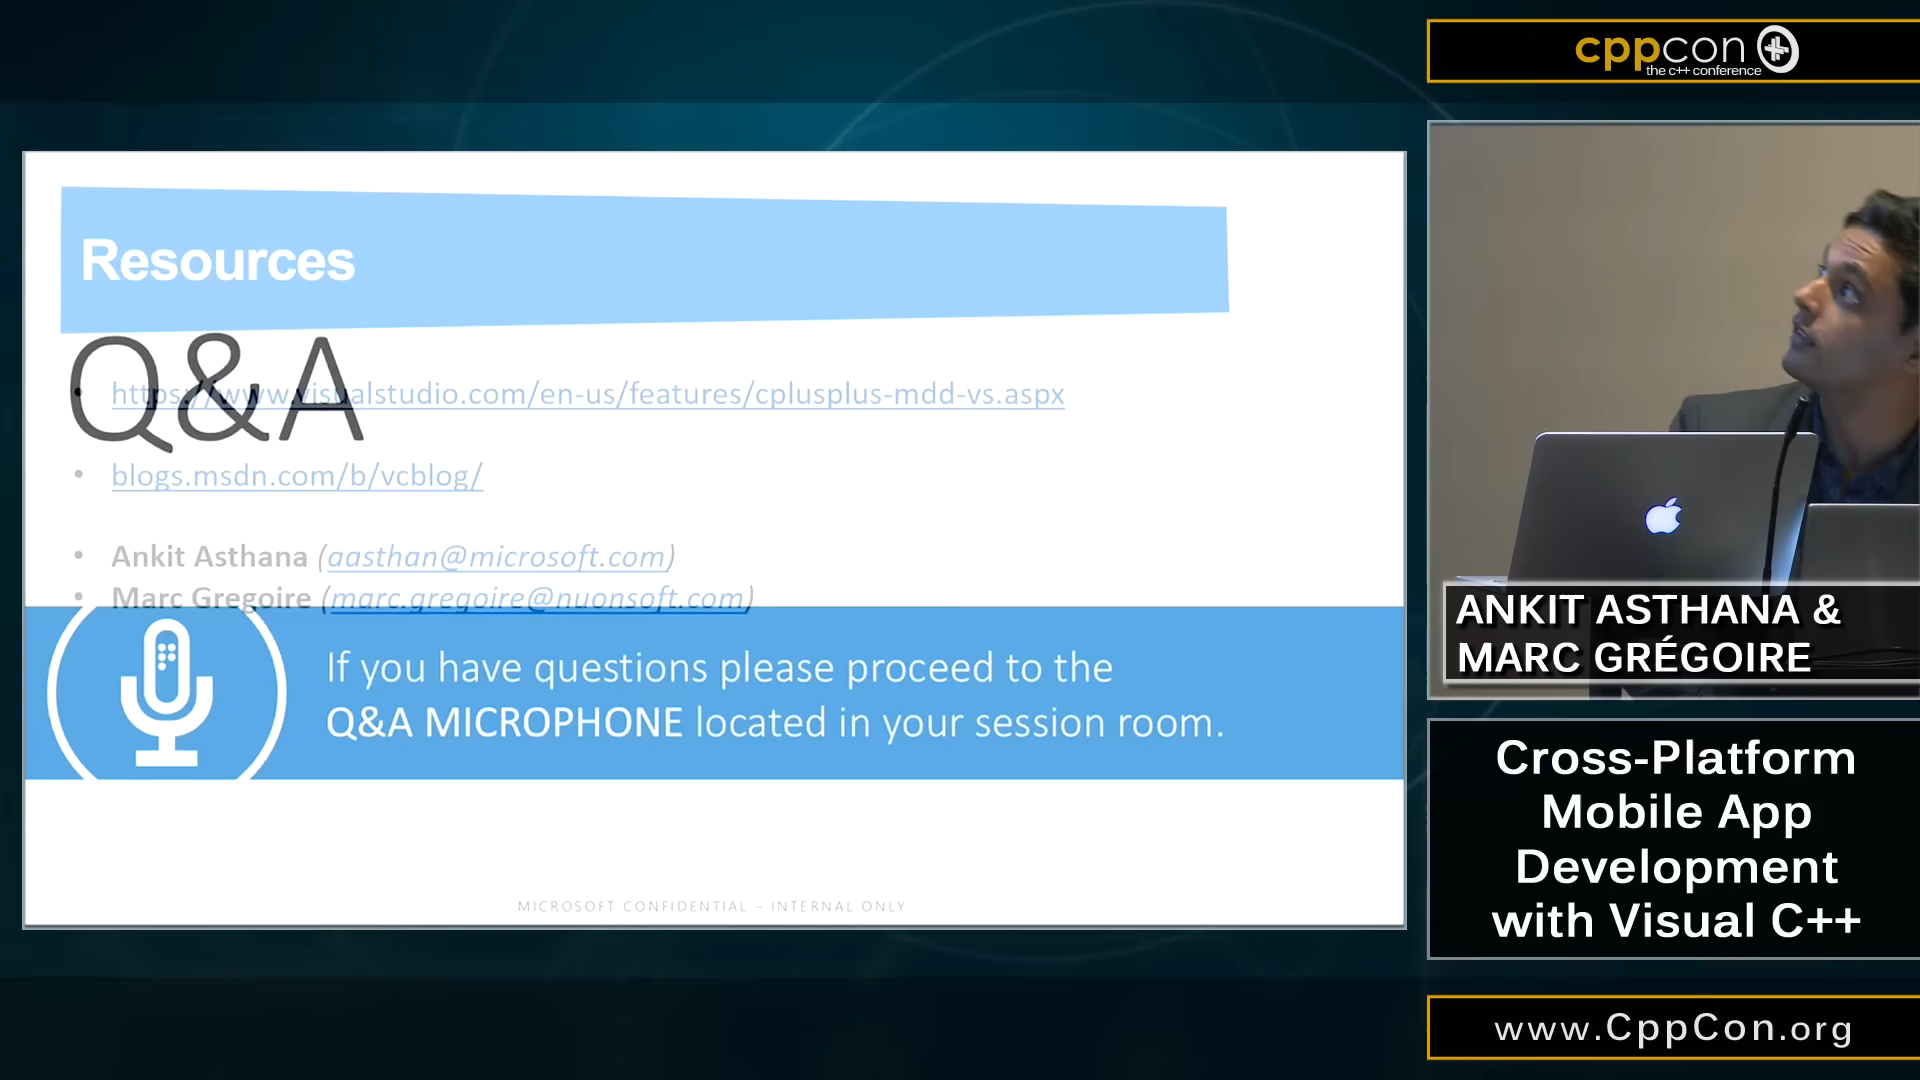 cppcon
the c++ conference
Resources
Q&A
• https://www.visualstudio.com/en-us/features/cplusplus-mdd-vs.aspx
• blogs.msdn.com/b/vcblog/
• Ankit Asthana (aasthan@microsoft.com)
• Marc Gregoire (marc.gregoire@nuonsoft.com)
If you have questions please proceed to the
Q&A MICROPHONE located in your session room.
MICROSOFT CONFIDENTIAL – INTERNAL ONLY
ANKIT ASTHANA &
MARC GRÉGOIRE
Cross-Platform
Mobile App
Development
with Visual C++
www.CppCon.org